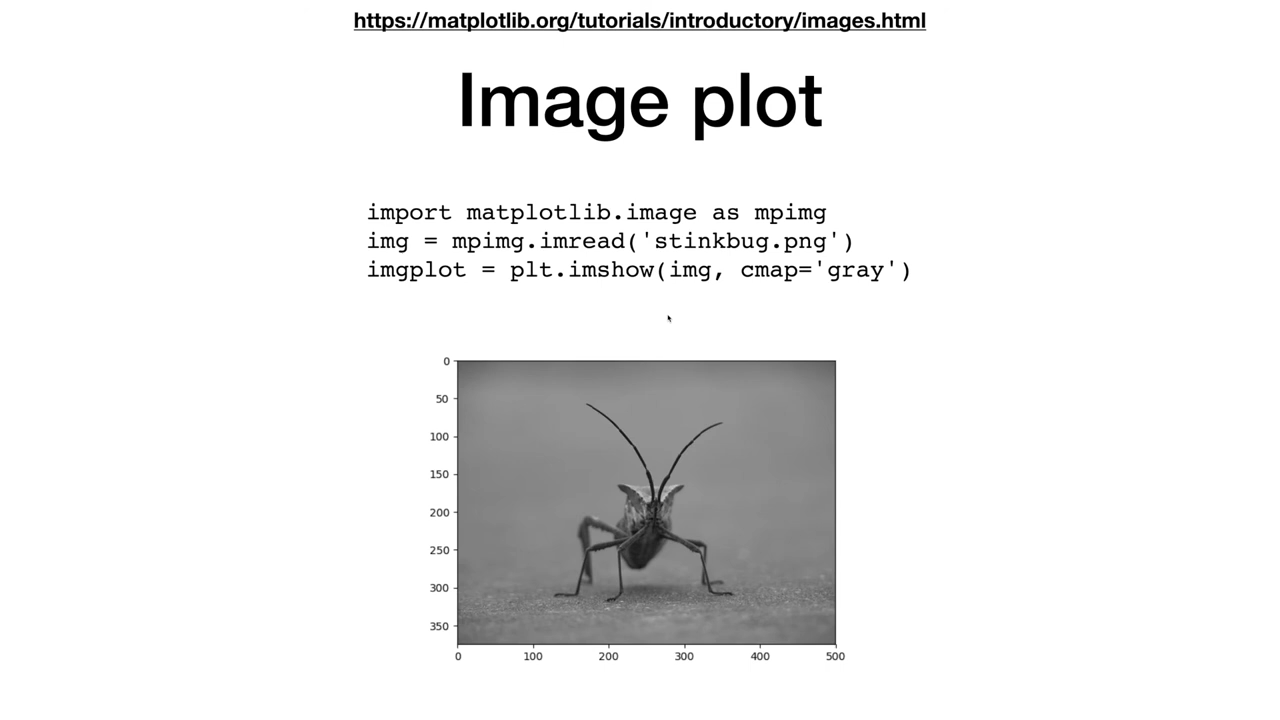 https://matplotlib.org/tutorials/introductory/images.html
Image plot
import matplotlib.image as mpimg
img = mpimg.imread('stinkbug.png')
imgplot = plt.imshow(img, cmap='gray')
0
50
100
150
200
250
300
350
0 100 200 300 400 500